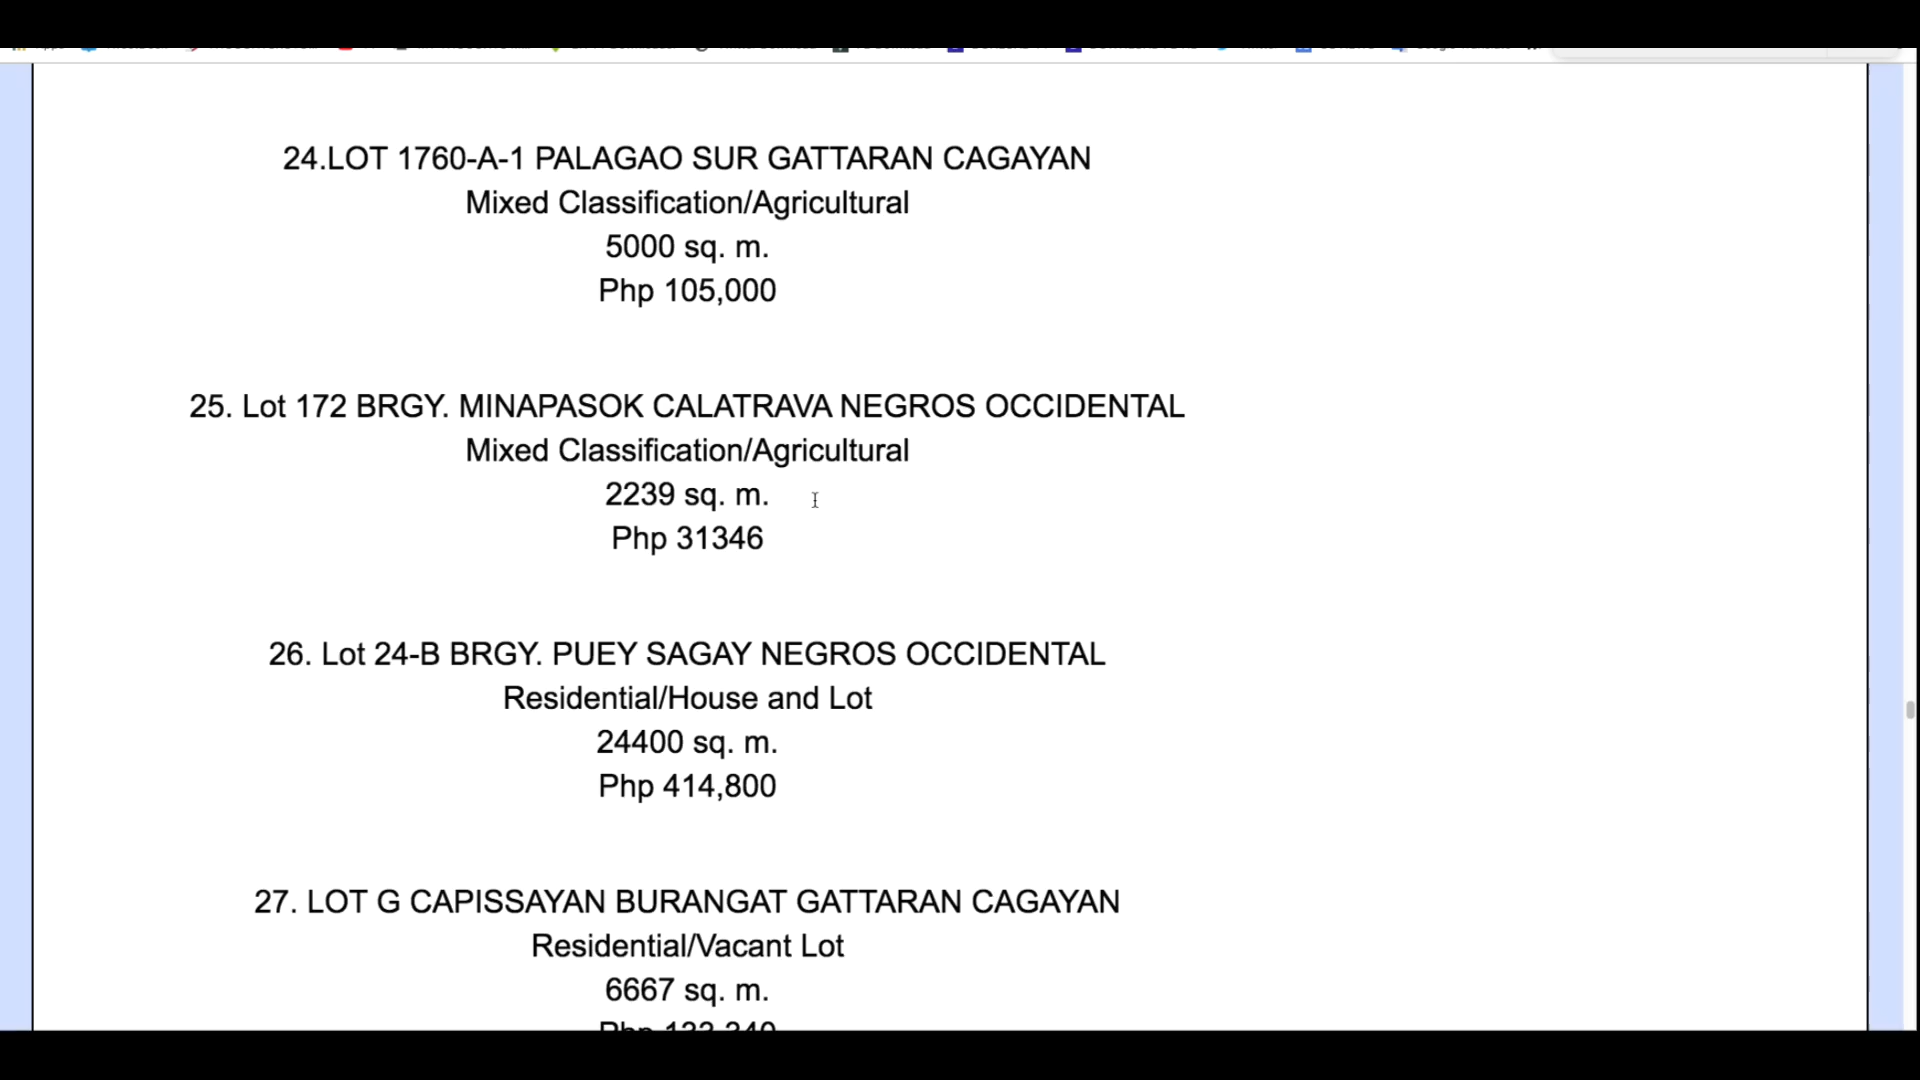 24.LOT 1760-A-1 PALAGAO SUR GATTARAN CAGAYAN
Mixed Classification/Agricultural
5000 sq. m.
Php 105,000
25. Lot 172 BRGY. MINAPASOK CALATRAVA NEGROS OCCIDENTAL
Mixed Classification/Agricultural
2239 sq. m.
Php 31346
26. Lot 24-B BRGY. PUEY SAGAY NEGROS OCCIDENTAL
Residential/House and Lot
24400 sq. m.
Php 414,800
27. LOT G CAPISSAYAN BURANGAT GATTARAN CAGAYAN
Residential/Vacant Lot
6667 sq. m.
Php